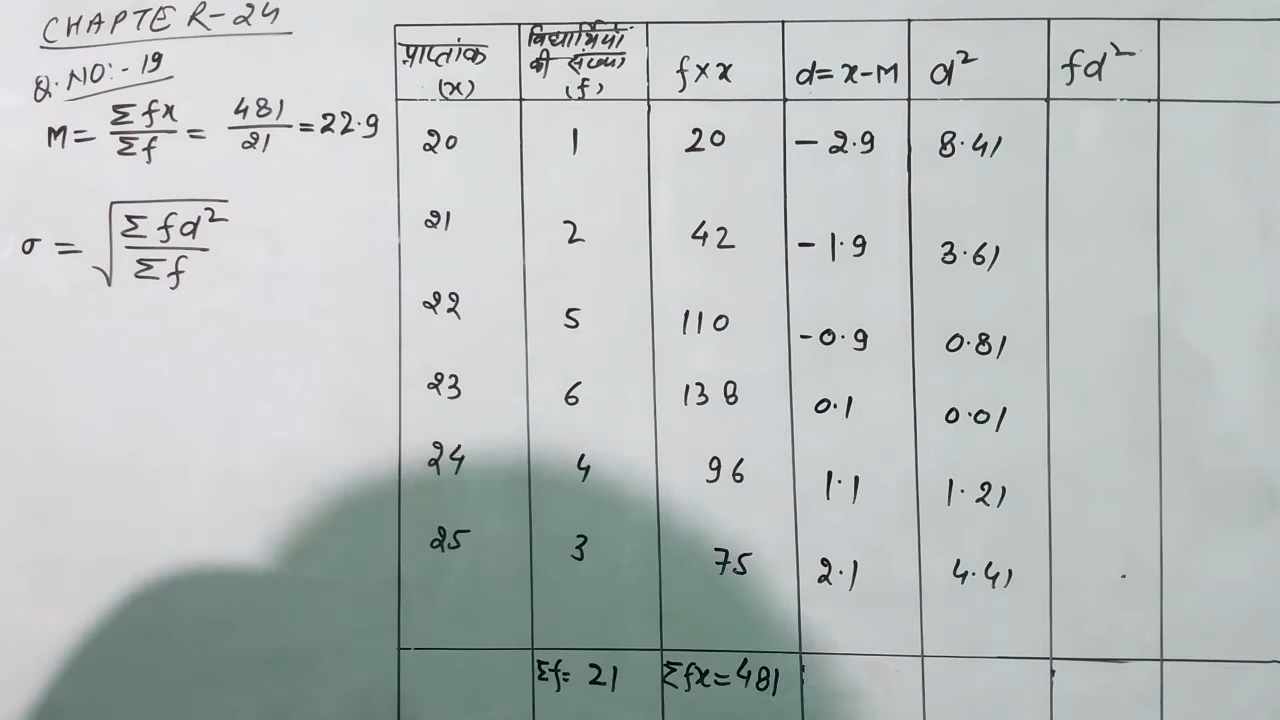 CHAPTER-24
Q.NO:-19
M = Σfx / Σf = 481 / 21 = 22.9
σ = √(Σfd² / Σf)
प्राप्तांक (x) | विद्यार्थियों की संख्या (f) | f×x | d=x-M | d² | fd²
20 | 1 | 20 | -2.9 | 8.41
21 | 2 | 42 | -1.9 | 3.61
22 | 5 | 110 | -0.9 | 0.81
23 | 6 | 138 | 0.1 | 0.01
24 | 4 | 96 | 1.1 | 1.21
25 | 3 | 75 | 2.1 | 4.41
Σf= 21 | Σfx=481